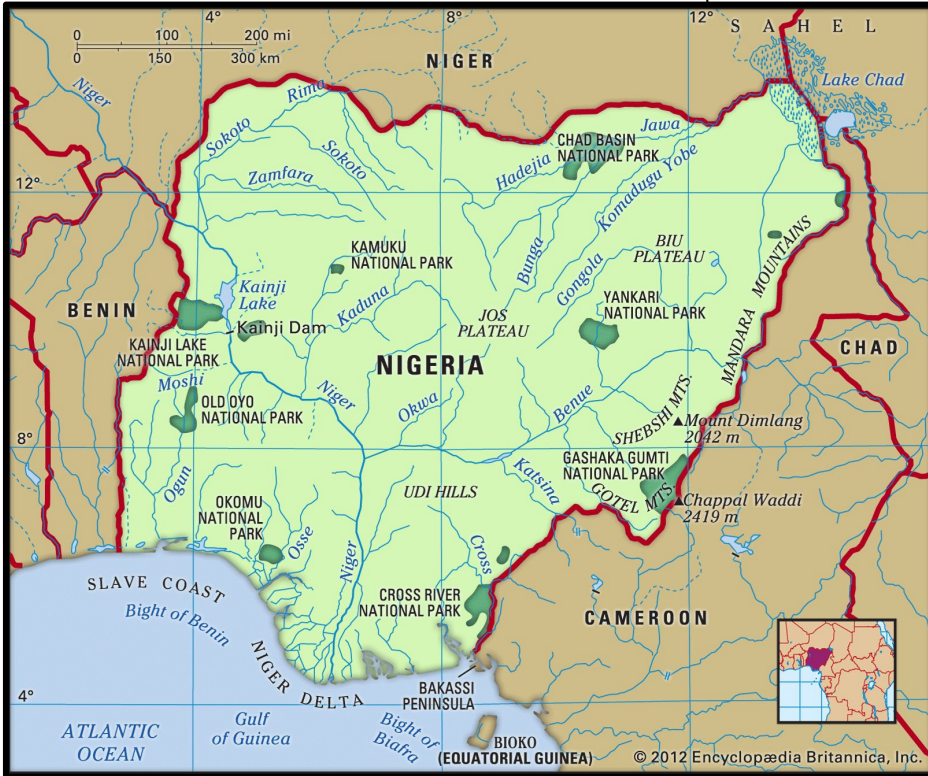 4°
8°
12°
SAHEL
0 100 200 mi
0 150 300 km
NIGER
Lake Chad
Niger
Rima
Jawa
Sokoto
CHAD BASIN
NATIONAL PARK
Sokoto
Hadejia
Komadugu Yobe
Zamfara
12°
KAMUKU
NATIONAL PARK
Bunga
BIU
PLATEAU
MANDARA MOUNTAINS
Gongola
Kainji
Lake
Kaduna
YANKARI
NATIONAL PARK
BENIN
JOS
PLATEAU
Kainji Dam
KAINJI LAKE
NATIONAL PARK
CHAD
NIGERIA
Moshi
OLD OYO
NATIONAL PARK
Niger
Okwa
Benue
SHEBSHI MTS.
Mount Dimlang
2042 m
8°
GASHAKA GUMTI
NATIONAL PARK
Katsina
Ogun
UDI HILLS
GOTEL MTS.
Chappal Waddi
2419 m
OKOMU
NATIONAL
PARK
Osse
Niger
Cross
SLAVE COAST
CROSS RIVER
NATIONAL PARK
CAMEROON
Bight of Benin
NIGER DELTA
BAKASSI
PENINSULA
4°
ATLANTIC
OCEAN
Gulf
of Guinea
Bight of
Biafra
BIOKO
(EQUATORIAL GUINEA)
© 2012 Encyclopædia Britannica, Inc.